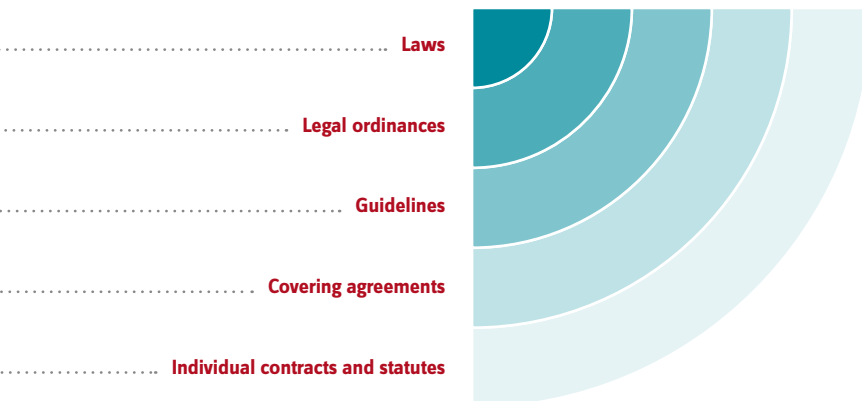 Laws
Legal ordinances
Guidelines
Covering agreements
Individual contracts and statutes